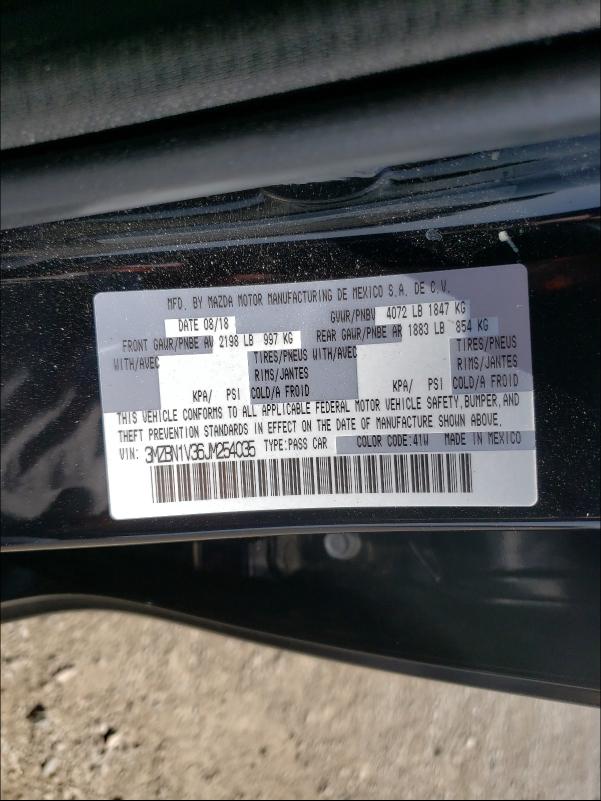 MFD. BY MAZDA MOTOR MANUFACTURING DE MEXICO S.A. DE C.V.
DATE 08/18 GVWR/PNBV 4072 LB 1847 KG
FRONT GAWR/PNBE AV 2198 LB 997 KG REAR GAWR/PNBE AR 1883 LB 854 KG
WITH/AVEC TIRES/PNEUS WITH/AVEC TIRES/PNEUS
RIMS/JANTES RIMS/JANTES
KPA/ PSI COLD/A FROID KPA/ PSI COLD/A FROID
THIS VEHICLE CONFORMS TO ALL APPLICABLE FEDERAL MOTOR VEHICLE SAFETY, BUMPER, AND
THEFT PREVENTION STANDARDS IN EFFECT ON THE DATE OF MANUFACTURE SHOWN ABOVE.
VIN: 3MZBN1V35JM254035 TYPE:PASS CAR COLOR CODE:41W MADE IN MEXICO